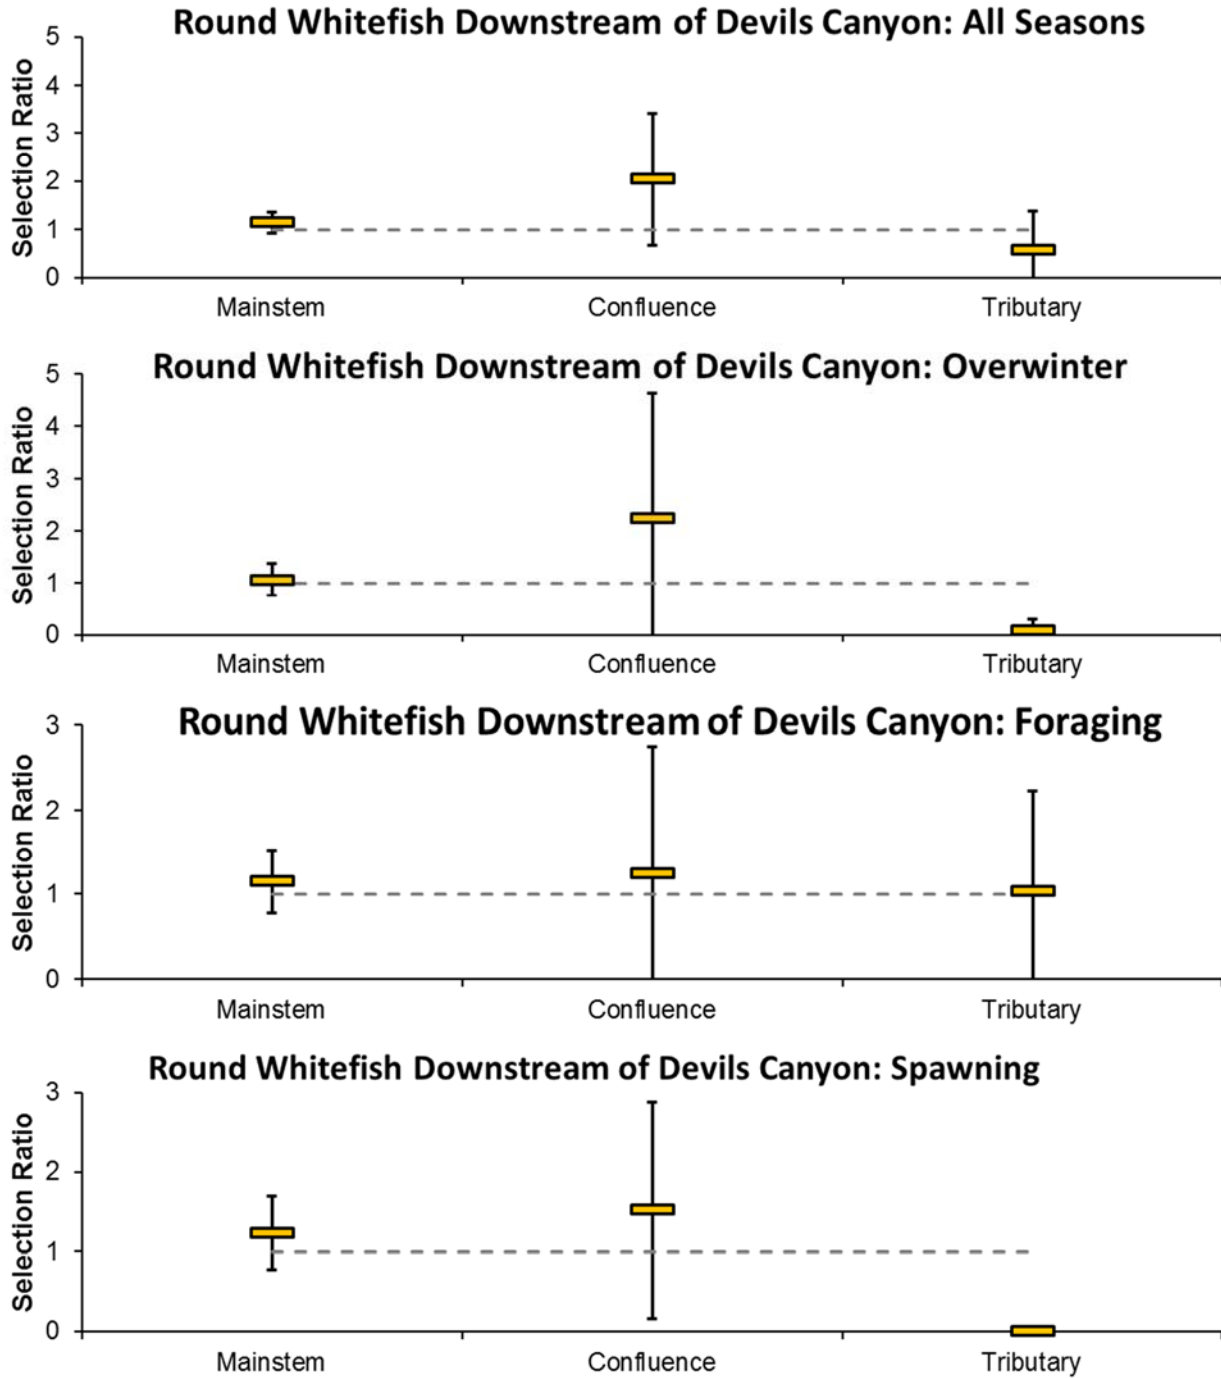 Round Whitefish Downstream of Devils Canyon: All Seasons
Selection Ratio
5
4
3
2
1
0
Mainstem Confluence Tributary
Round Whitefish Downstream of Devils Canyon: Overwinter
Selection Ratio
5
4
3
2
1
0
Mainstem Confluence Tributary
Round Whitefish Downstream of Devils Canyon: Foraging
Selection Ratio
3
2
1
0
Mainstem Confluence Tributary
Round Whitefish Downstream of Devils Canyon: Spawning
Selection Ratio
3
2
1
0
Mainstem Confluence Tributary